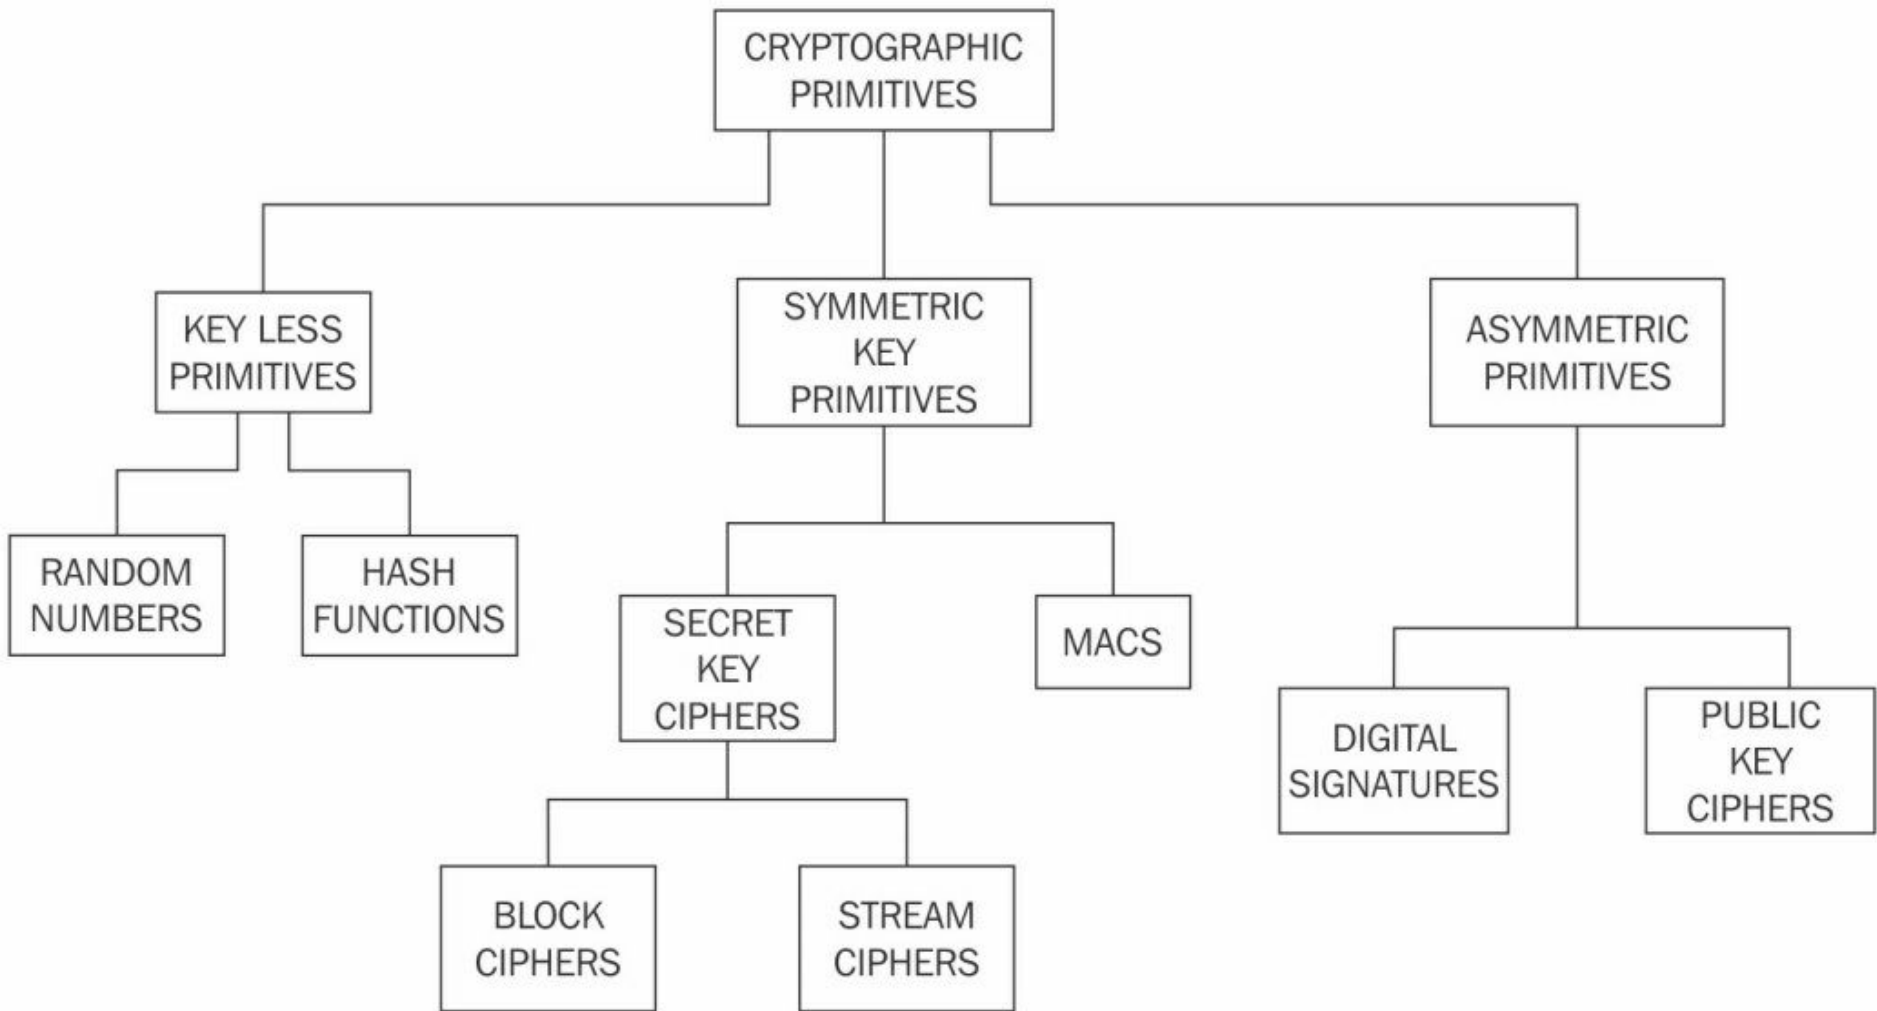 CRYPTOGRAPHIC
PRIMITIVES
KEY LESS
PRIMITIVES
SYMMETRIC
KEY
PRIMITIVES
ASYMMETRIC
PRIMITIVES
RANDOM
NUMBERS
HASH
FUNCTIONS
SECRET
KEY
CIPHERS
MACS
DIGITAL
SIGNATURES
PUBLIC
KEY
CIPHERS
BLOCK
CIPHERS
STREAM
CIPHERS